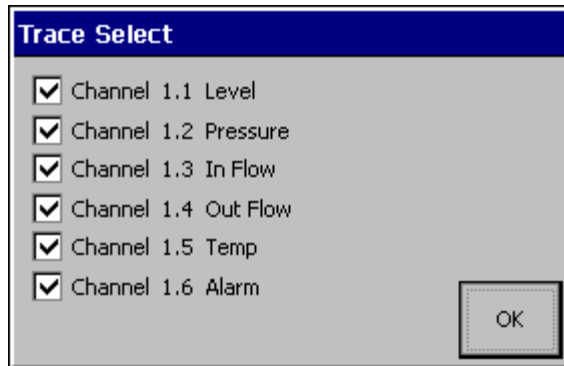 Trace Select
Channel 1.1 Level
Channel 1.2 Pressure
Channel 1.3 In Flow
Channel 1.4 Out Flow
Channel 1.5 Temp
Channel 1.6 Alarm
OK